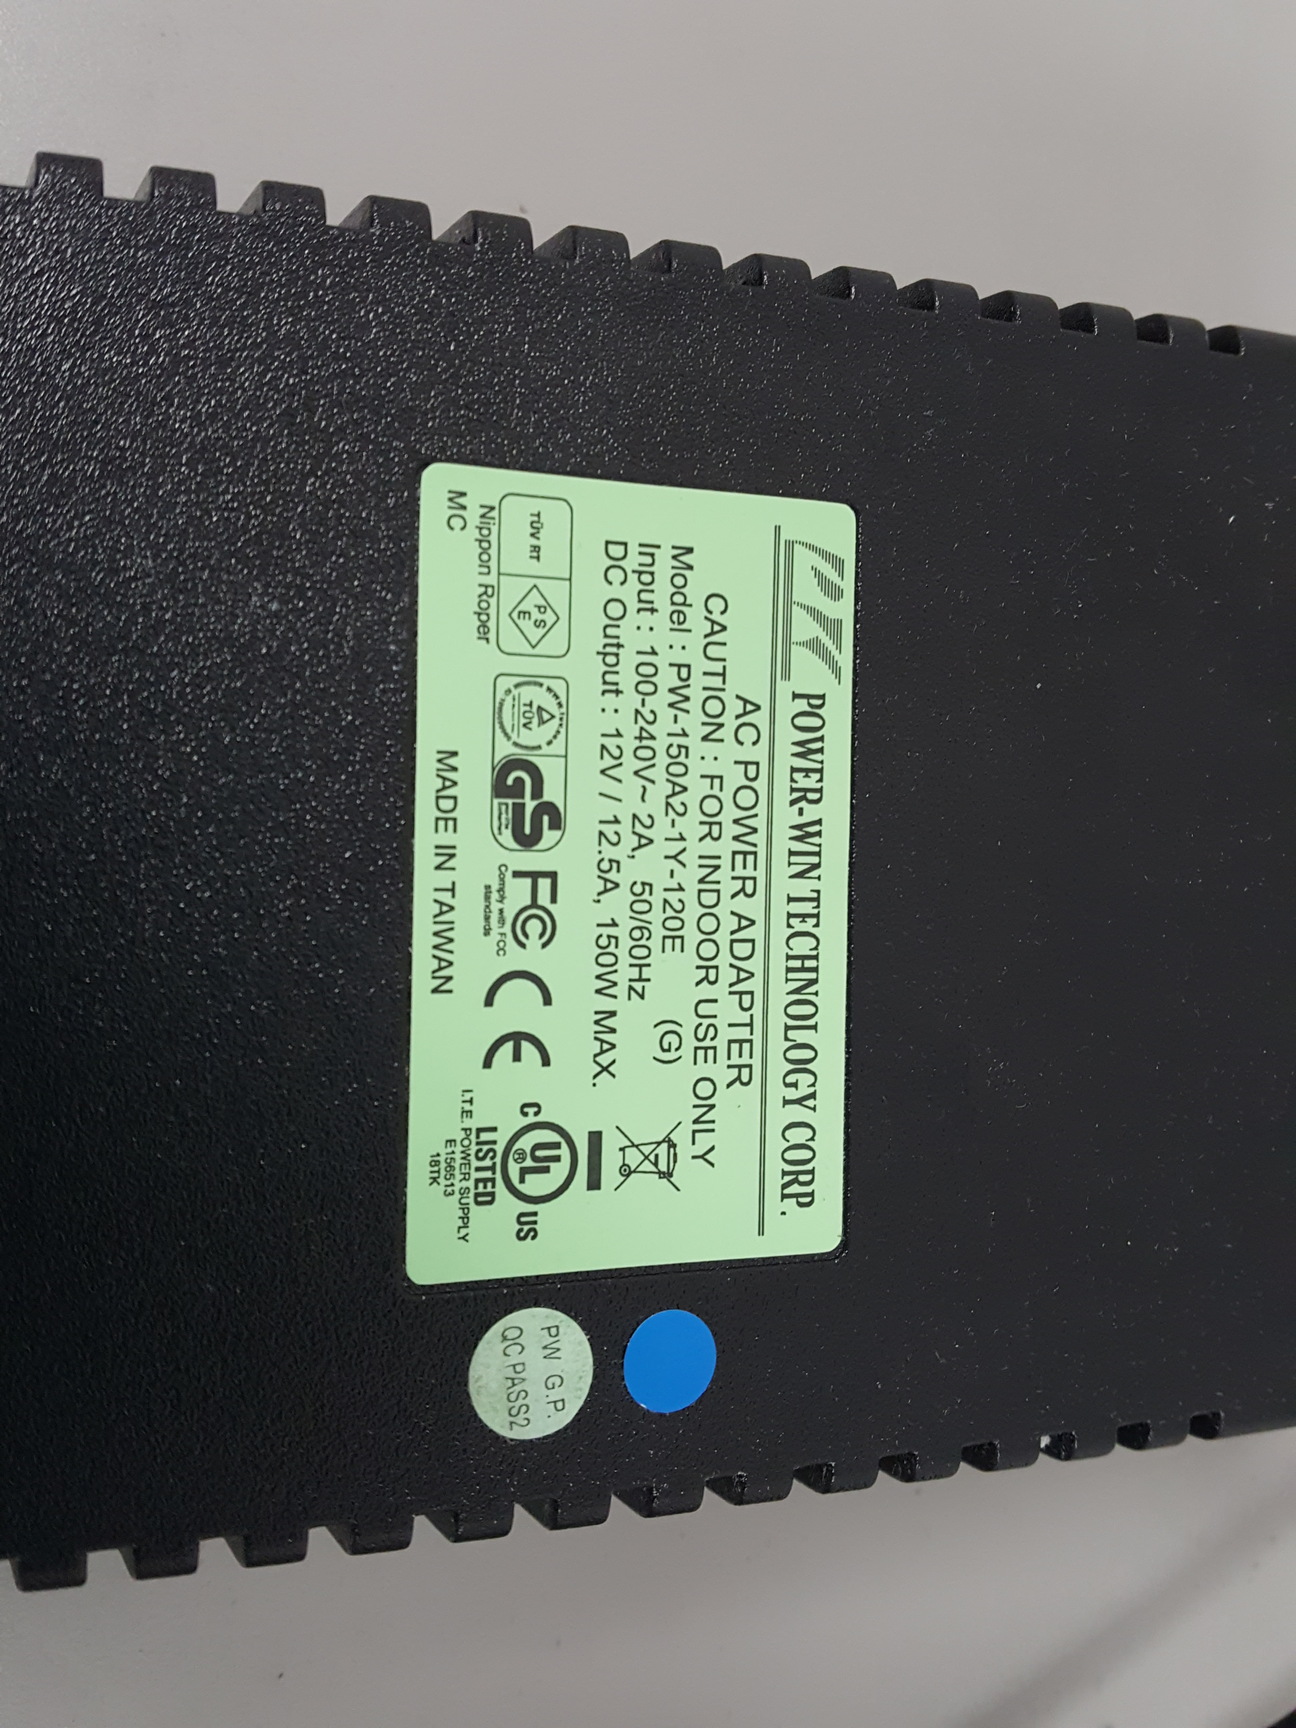 PW POWER-WIN TECHNOLOGY CORP.
AC POWER ADAPTER
CAUTION : FOR INDOOR USE ONLY
Model : PW-150A2-1Y-120E (G)
Input : 100-240V~ 2A, 50/60Hz
DC Output : 12V / 12.5A, 150W MAX.
TÜV RT
PS
E
Nippon Roper
MC
TÜV
GS
FC
Comply with FCC
standards
CE
C UL US
®
LISTED
I.T.E. POWER SUPPLY
E156513
18TK
MADE IN TAIWAN
PW G.P.
QC PASS2